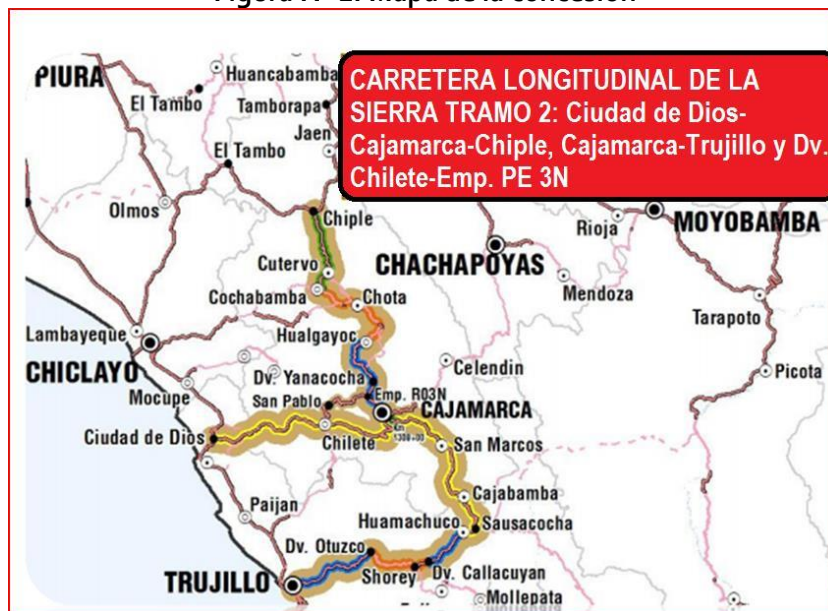 PIURA
Huancabamba
El Tambo
Tamborapa
Jaen
El Tambo
CARRETERA LONGITUDINAL DE LA
SIERRA TRAMO 2: Ciudad de Dios-
Cajamarca-Chiple, Cajamarca-Trujillo y Dv.
Chilete-Emp. PE 3N
Olmos
Chiple
Rioja
MOYOBAMBA
Cutervo
CHACHAPOYAS
Cochabamba
Chota
Mendoza
Tarapoto
Lambayeque
Hualgayoc
CHICLAYO
Celendin
Picota
Dv. Yanacocha
Mocupe
San Pablo
Emp. R03N
CAJAMARCA
Ciudad de Dios
Chilete
Km
1308+00
San Marcos
Paijan
Cajabamba
Huamachuco
Sausacocha
Dv. Otuzco
TRUJILLO
Shorey
Dv. Callacuyan
Mollepata